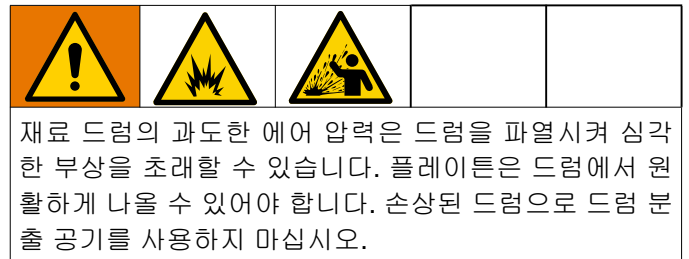 재료 드럼의 과도한 에어 압력은 드럼을 파열시켜 심각
한 부상을 초래할 수 있습니다. 플레이튼은 드럼에서 원
활하게 나올 수 있어야 합니다. 손상된 드럼으로 드럼 분
출 공기를 사용하지 마십시오.